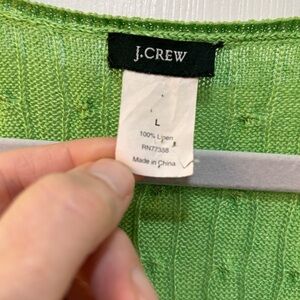 J.CREW
L
100% Linen
RN77388
Made in China